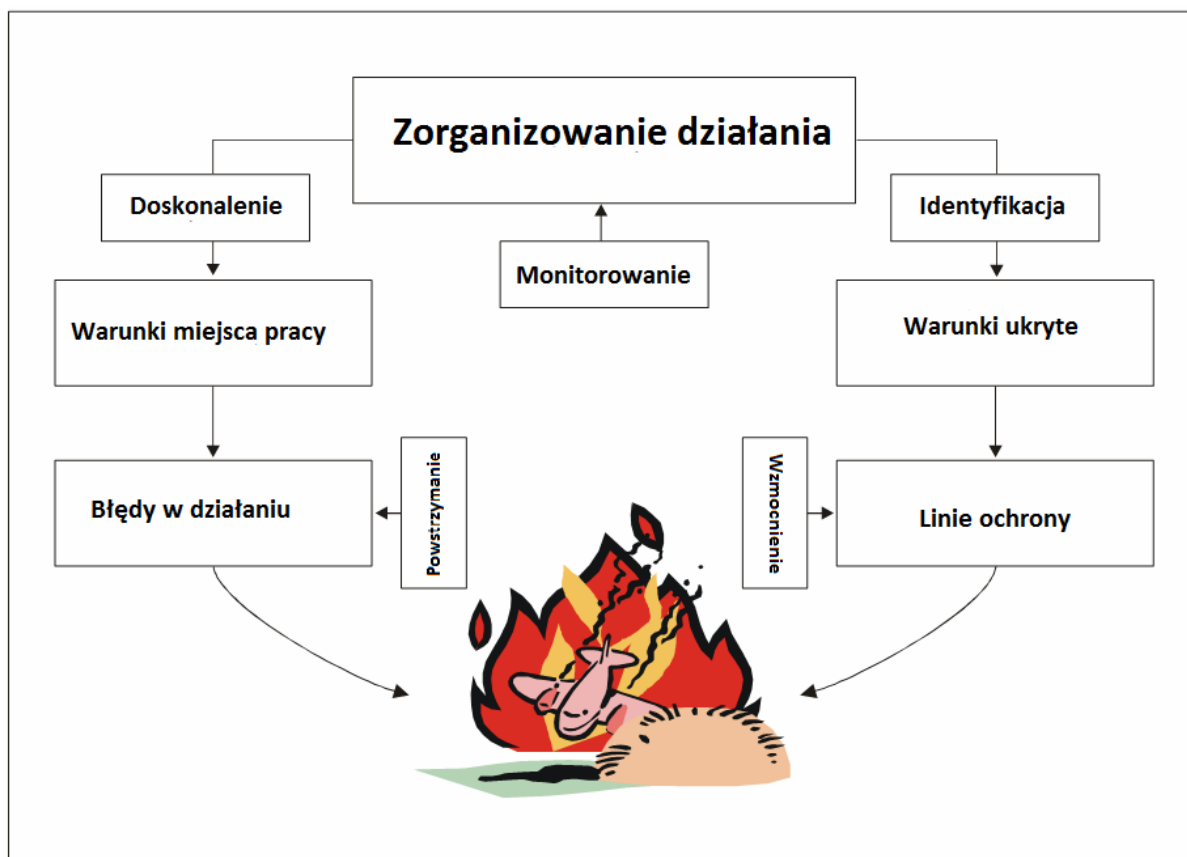 Zorganizowanie działania
Doskonalenie
Identyfikacja
Monitorowanie
Warunki miejsca pracy
Warunki ukryte
Powstrzymanie
Wzmocnienie
Błędy w działaniu
Linie ochrony